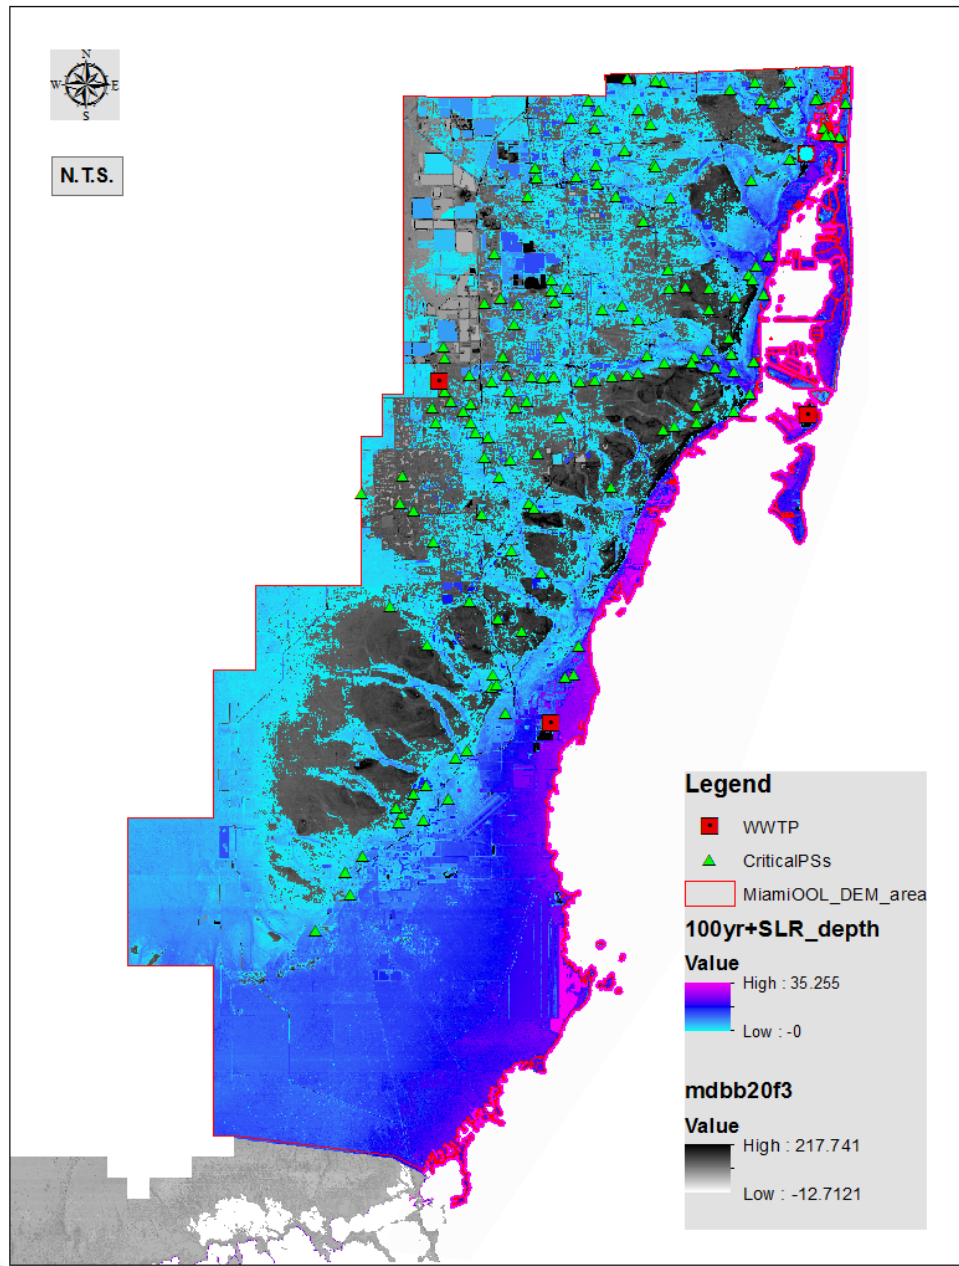 N
W E
S
N.T.S.
Legend
WWTP
CriticalPSs
MiamiOOL_DEM_area
100yr+SLR_depth
Value
High : 35.255
Low : -0
mdbb20f3
Value
High : 217.741
Low : -12.7121